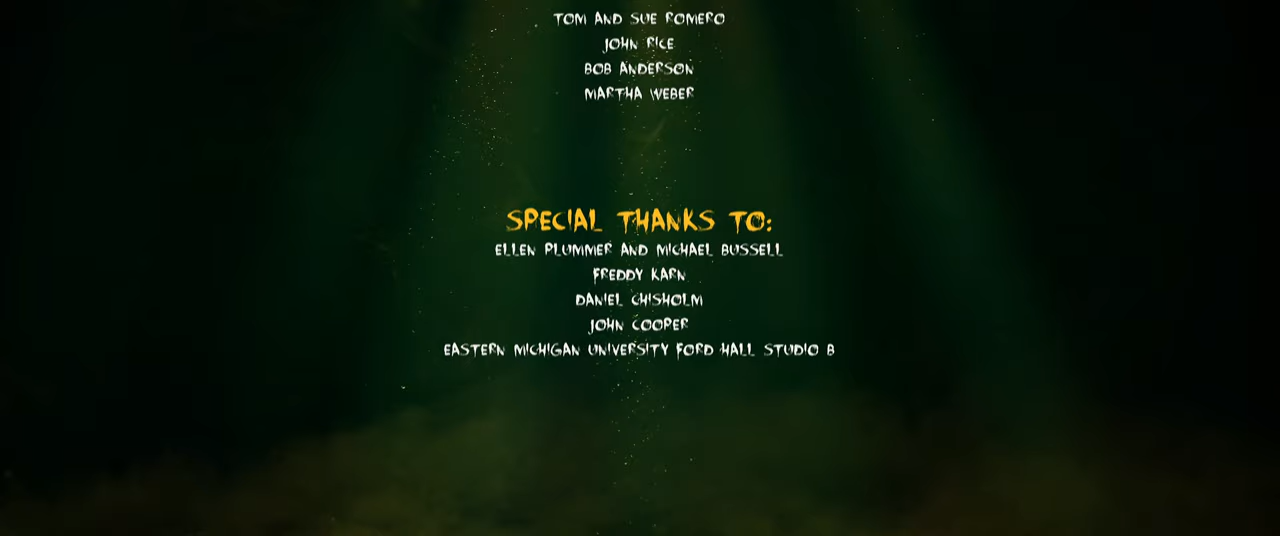 TOM AND SUE ROMERO
JOHN RICE
BOB ANDERSON
MARTHA WEBER
SPECIAL THANKS TO:
ELLEN PLUMMER AND MICHAEL BUSSELL
FREDDY KARN
DANIEL CHISHOLM
JOHN COOPER
EASTERN MICHIGAN UNIVERSITY FORD HALL STUDIO B